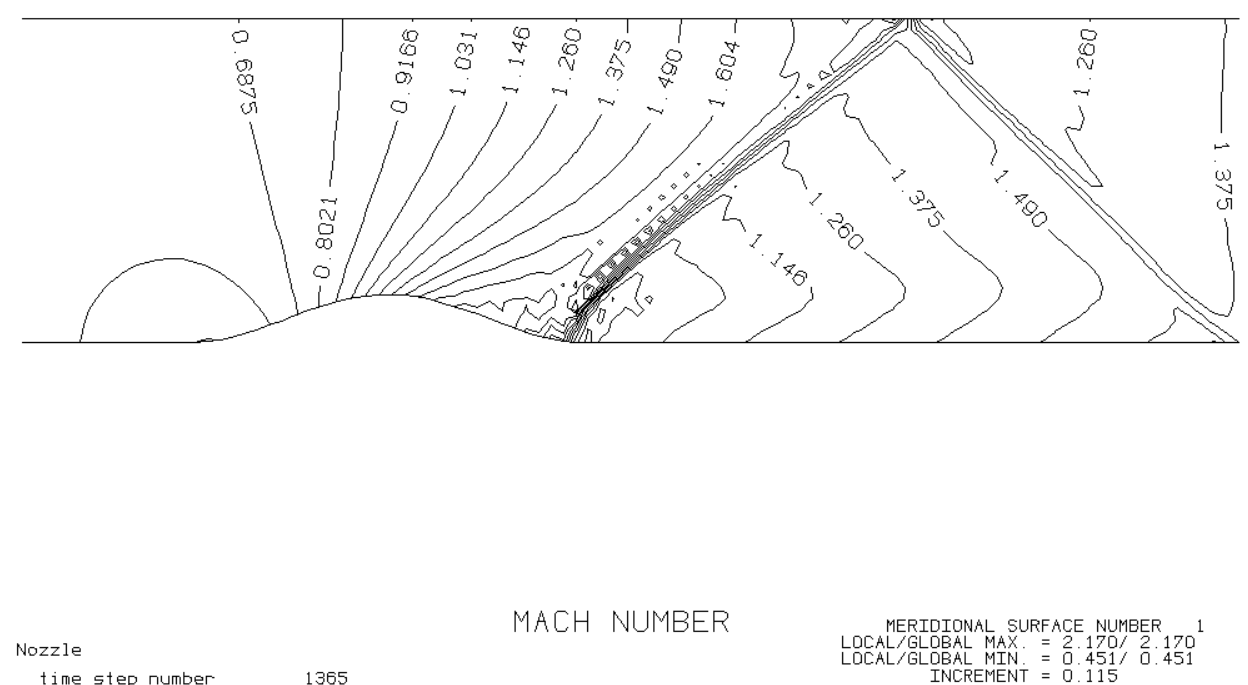 0.6875
0.8021
0.9166
1.031
1.146
1.260
1.375
1.490
1.604
1.146
1.260
1.375
1.490
1.260
1.375
MACH NUMBER
MERIDIONAL SURFACE NUMBER 1
LOCAL/GLOBAL MAX. = 2.170/ 2.170
LOCAL/GLOBAL MIN. = 0.451/ 0.451
INCREMENT = 0.115
Nozzle
time step number 1365